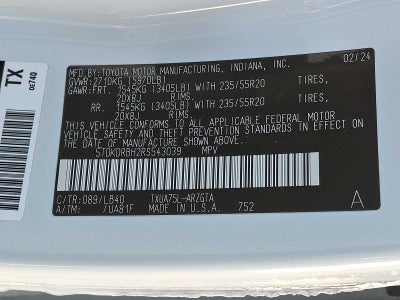 TX
0E740
MFD BY: TOYOTA MOTOR MANUFACTURING, INDIANA, INC. 02/24
GVWR: 2710KG (5970LB)
GAWR: FRT. 1545KG (3405LB) WITH 235/55R20 TIRES,
20X8J RIMS,
RR. 1545KG (3405LB) WITH 235/55R20 TIRES,
20X8J RIMS,
THIS VEHICLE CONFORMS TO ALL APPLICABLE FEDERAL MOTOR
VEHICLE SAFETY AND THEFT PREVENTION STANDARDS IN EFFECT ON
THE DATE OF MANUFACTURE SHOWN ABOVE.
5TDKDRBH2RS543039 MPV
C/TR: 089/LB40 TXUA75L-ARZGTA
A/TM: /UA81F MADE IN U.S.A. 752 A